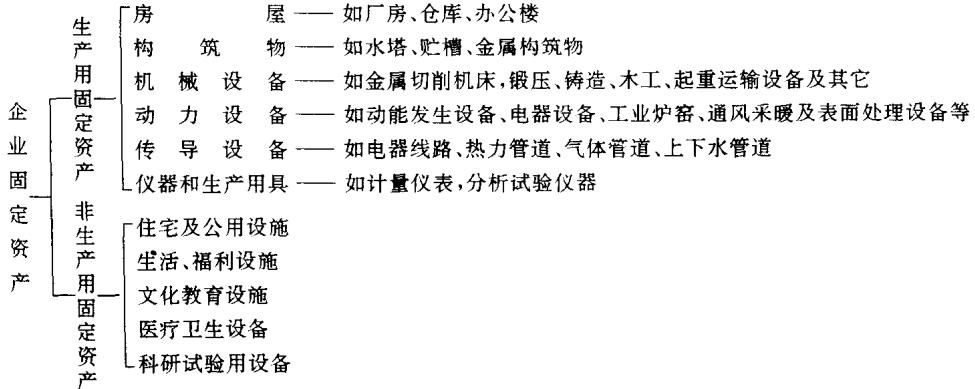 企业固定资产
生产用固定资产
房屋——如厂房、仓库、办公楼
构筑物——如水塔、贮槽、金属构筑物
机械设备——如金属切削机床，锻压、铸造、木工、起重运输设备及其它
动力设备——如动能发生设备、电器设备、工业炉窑、通风采暖及表面处理设备等
传导设备——如电器线路、热力管道、气体管道、上下水管道
仪器和生产用具——如计量仪表，分析试验仪器
非生产用固定资产
住宅及公用设施
生活、福利设施
文化教育设施
医疗卫生设备
科研试验用设备